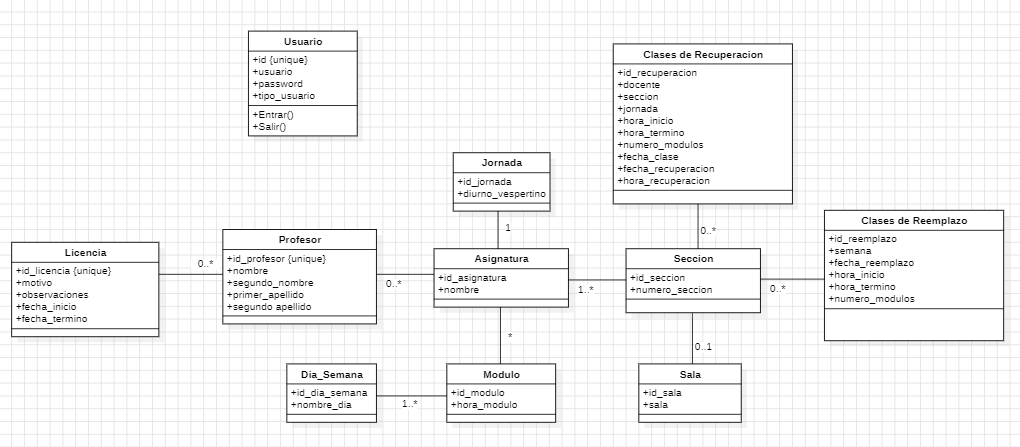 Usuario
+id {unique}
+usuario
+password
+tipo_usuario
+Entrar()
+Salir()
Clases de Recuperacion
+id_recuperacion
+docente
+seccion
+jornada
+hora_inicio
+hora_termino
+numero_modulos
+fecha_clase
+fecha_recuperacion
+hora_recuperacion
Jornada
+id_jornada
+diurno_vespertino
1
0..*
Clases de Reemplazo
+id_reemplazo
+semana
+fecha_reemplazo
+hora_inicio
+hora_termino
+numero_modulos
Licencia
+id_licencia {unique}
+motivo
+observaciones
+fecha_inicio
+fecha_termino
0..*
Profesor
+id_profesor {unique}
+nombre
+segundo_nombre
+primer_apellido
+segundo apellido
0..*
Asignatura
+id_asignatura
+nombre
1..*
Seccion
+id_seccion
+numero_seccion
0..*
*
0..1
Dia_Semana
+id_dia_semana
+nombre_dia
1..*
Modulo
+id_modulo
+hora_modulo
Sala
+id_sala
+sala